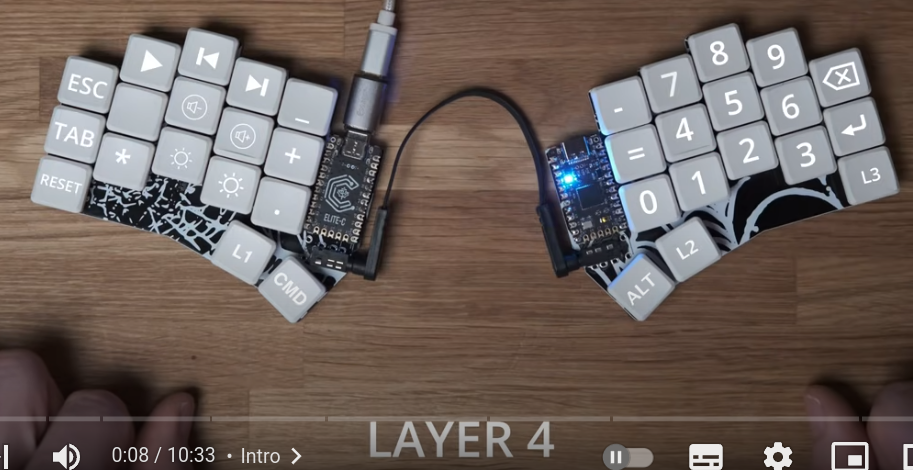 ESC
TAB
*
RESET
_
+
.
L1
CMD
ELITE-C
-
7
8
9
=
4
5
6
0
1
2
3
L3
L2
ALT
LAYER 4
0:08 / 10:33 • Intro